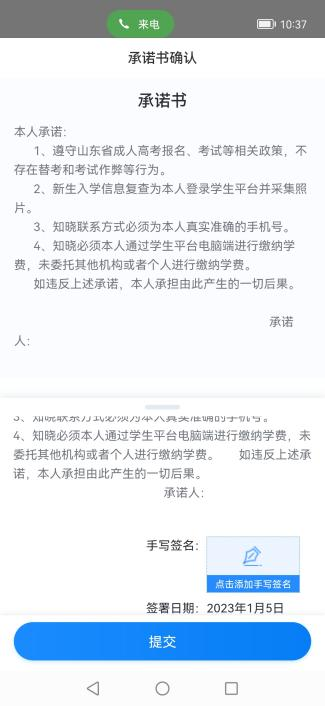 来电
10:37
承诺书确认
承诺书
本人承诺：
1、遵守山东省成人高考报名、考试等相关政策，不
存在替考和考试作弊等行为。
2、新生入学信息复查为本人登录学生平台并采集照
片。
3、知晓联系方式必须为本人真实准确的手机号。
4、知晓必须本人通过学生平台电脑端进行缴纳学
费，未委托其他机构或者个人进行缴纳学费。
如违反上述承诺，本人承担由此产生的一切后果。
承诺
人：
3、知晓联系方式必须为本人真实准确的手机号。
4、知晓必须本人通过学生平台电脑端进行缴纳学费，未
委托其他机构或者个人进行缴纳学费。 如违反上述承
诺，本人承担由此产生的一切后果。
承诺人：
手写签名：
点击添加手写签名
签署日期：2023年1月5日
提交